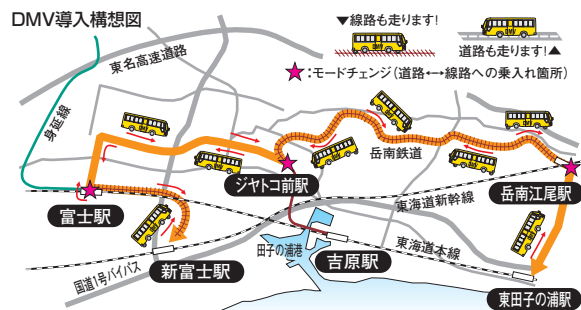 DMV導入構想図
▼線路も走ります!
道路も走ります!▲
★:モードチェンジ(道路←→線路への乗入れ箇所)
東名高速道路
身延線
岳南鉄道
ジヤトコ前駅
岳南江尾駅
富士駅
東海道新幹線
田子の浦港
吉原駅
東海道本線
新富士駅
国道1号バイパス
東田子の浦駅